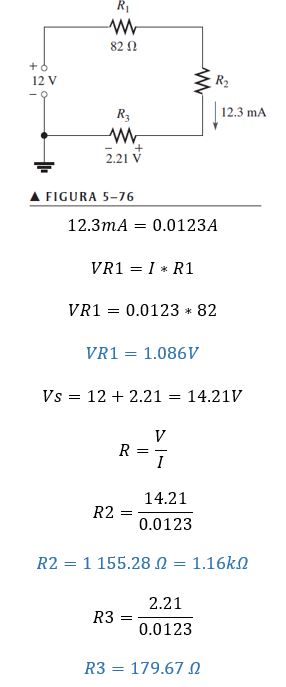 R1
82 Ω
+
12 V
−
R2
12.3 mA
R3
− +
2.21 V
▲ FIGURA 5–76
12.3mA = 0.0123A
VR1 = I * R1
VR1 = 0.0123 * 82
VR1 = 1.086V
Vs = 12 + 2.21 = 14.21V
R = V/I
R2 = 14.21/0.0123
R2 = 1 155.28 Ω = 1.16kΩ
R3 = 2.21/0.0123
R3 = 179.67 Ω